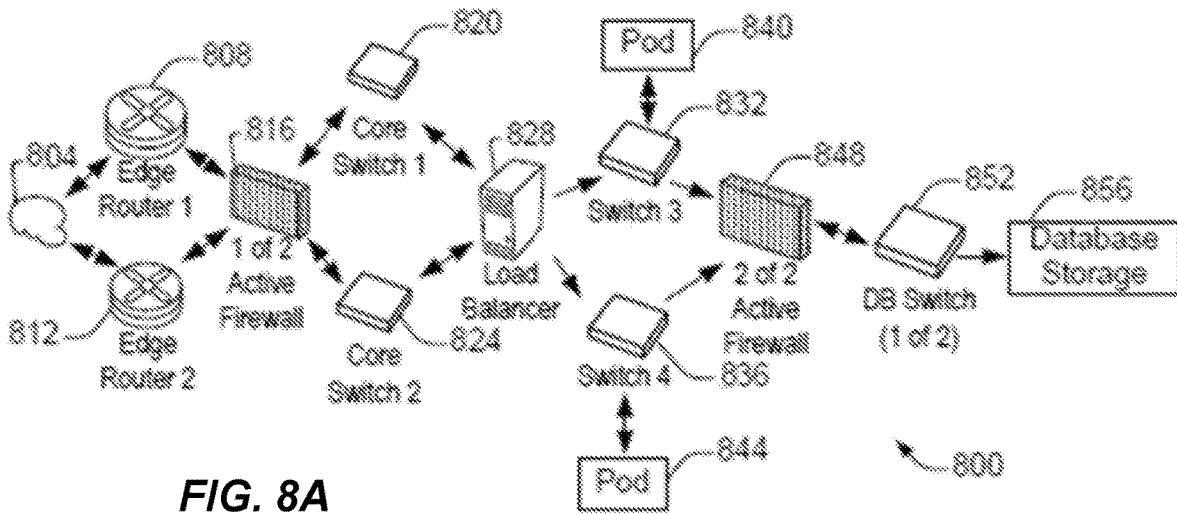 820
Pod
840
808
832
816
Core
Switch 1
828
848
804
Edge
Router 1
852
856
Switch 3
1 of 2
Active
Firewall
Load
Balancer
2 of 2
Active
Firewall
Database
Storage
DB Switch
(1 of 2)
812
Edge
Router 2
824
Core
Switch 2
Switch 4
836
Pod
844
800
FIG. 8A